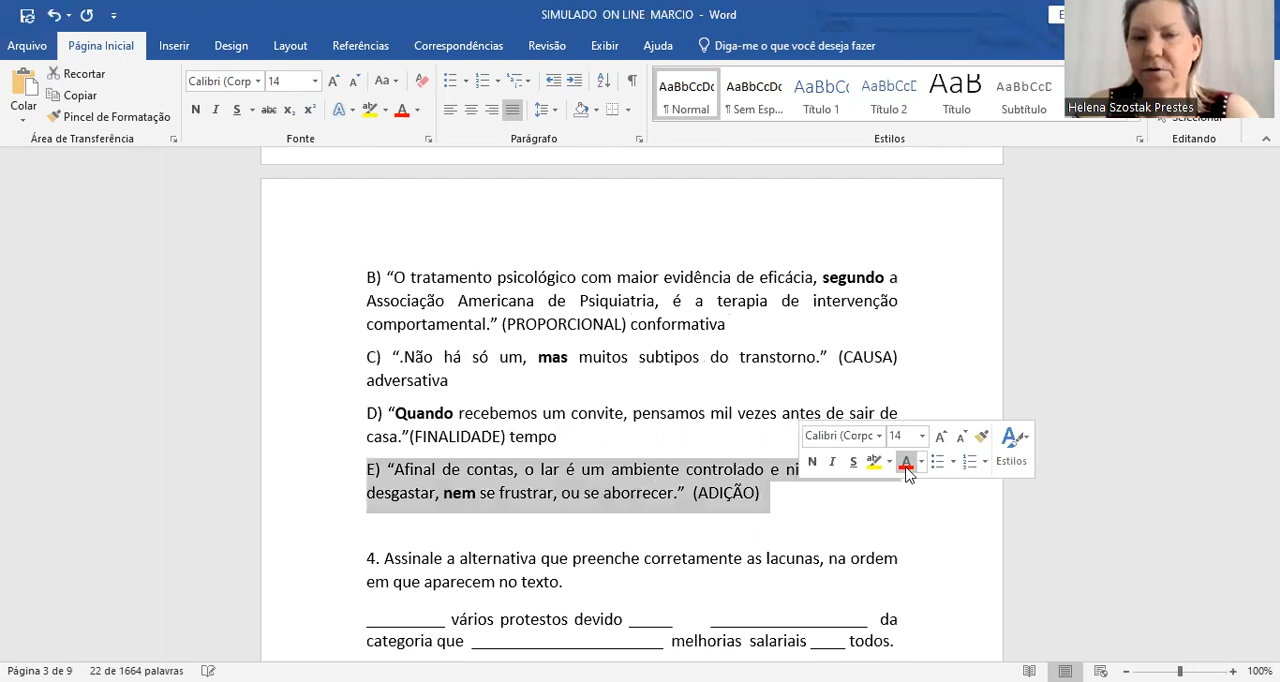 SIMULADO ON LINE MARCIO - Word
Arquivo Página Inicial Inserir Design Layout Referências Correspondências Revisão Exibir Ajuda Diga-me o que você deseja fazer
Colar
Recortar
Copiar
Pincel de Formatação
Área de Transferência
Calibri (Corp 14
Fonte
Parágrafo
AaBbCcDc AaBbCcDc AaBbCc AaBbCcD AaB AaBbCcD
¶ Normal ¶ Sem Esp... Título 1 Título 2 Título Subtítulo
Estilos
Editando
Helena Szostak Prestes
B) “O tratamento psicológico com maior evidência de eficácia, segundo a
Associação Americana de Psiquiatria, é a terapia de intervenção
comportamental.” (PROPORCIONAL) conformativa
C) “.Não há só um, mas muitos subtipos do transtorno.” (CAUSA)
adversativa
D) “Quando recebemos um convite, pensamos mil vezes antes de sair de
casa.”(FINALIDADE) tempo
Calibri (Corpc 14
N I S Estilos
E) “Afinal de contas, o lar é um ambiente controlado e
desgastar, nem se frustrar, ou se aborrecer.” (ADIÇÃO)
4. Assinale a alternativa que preenche corretamente as lacunas, na ordem
em que aparecem no texto.
_________ vários protestos devido _____ __________________ da
categoria que ______________________ melhorias salariais ____ todos.
Página 3 de 9 22 de 1664 palavras 100%